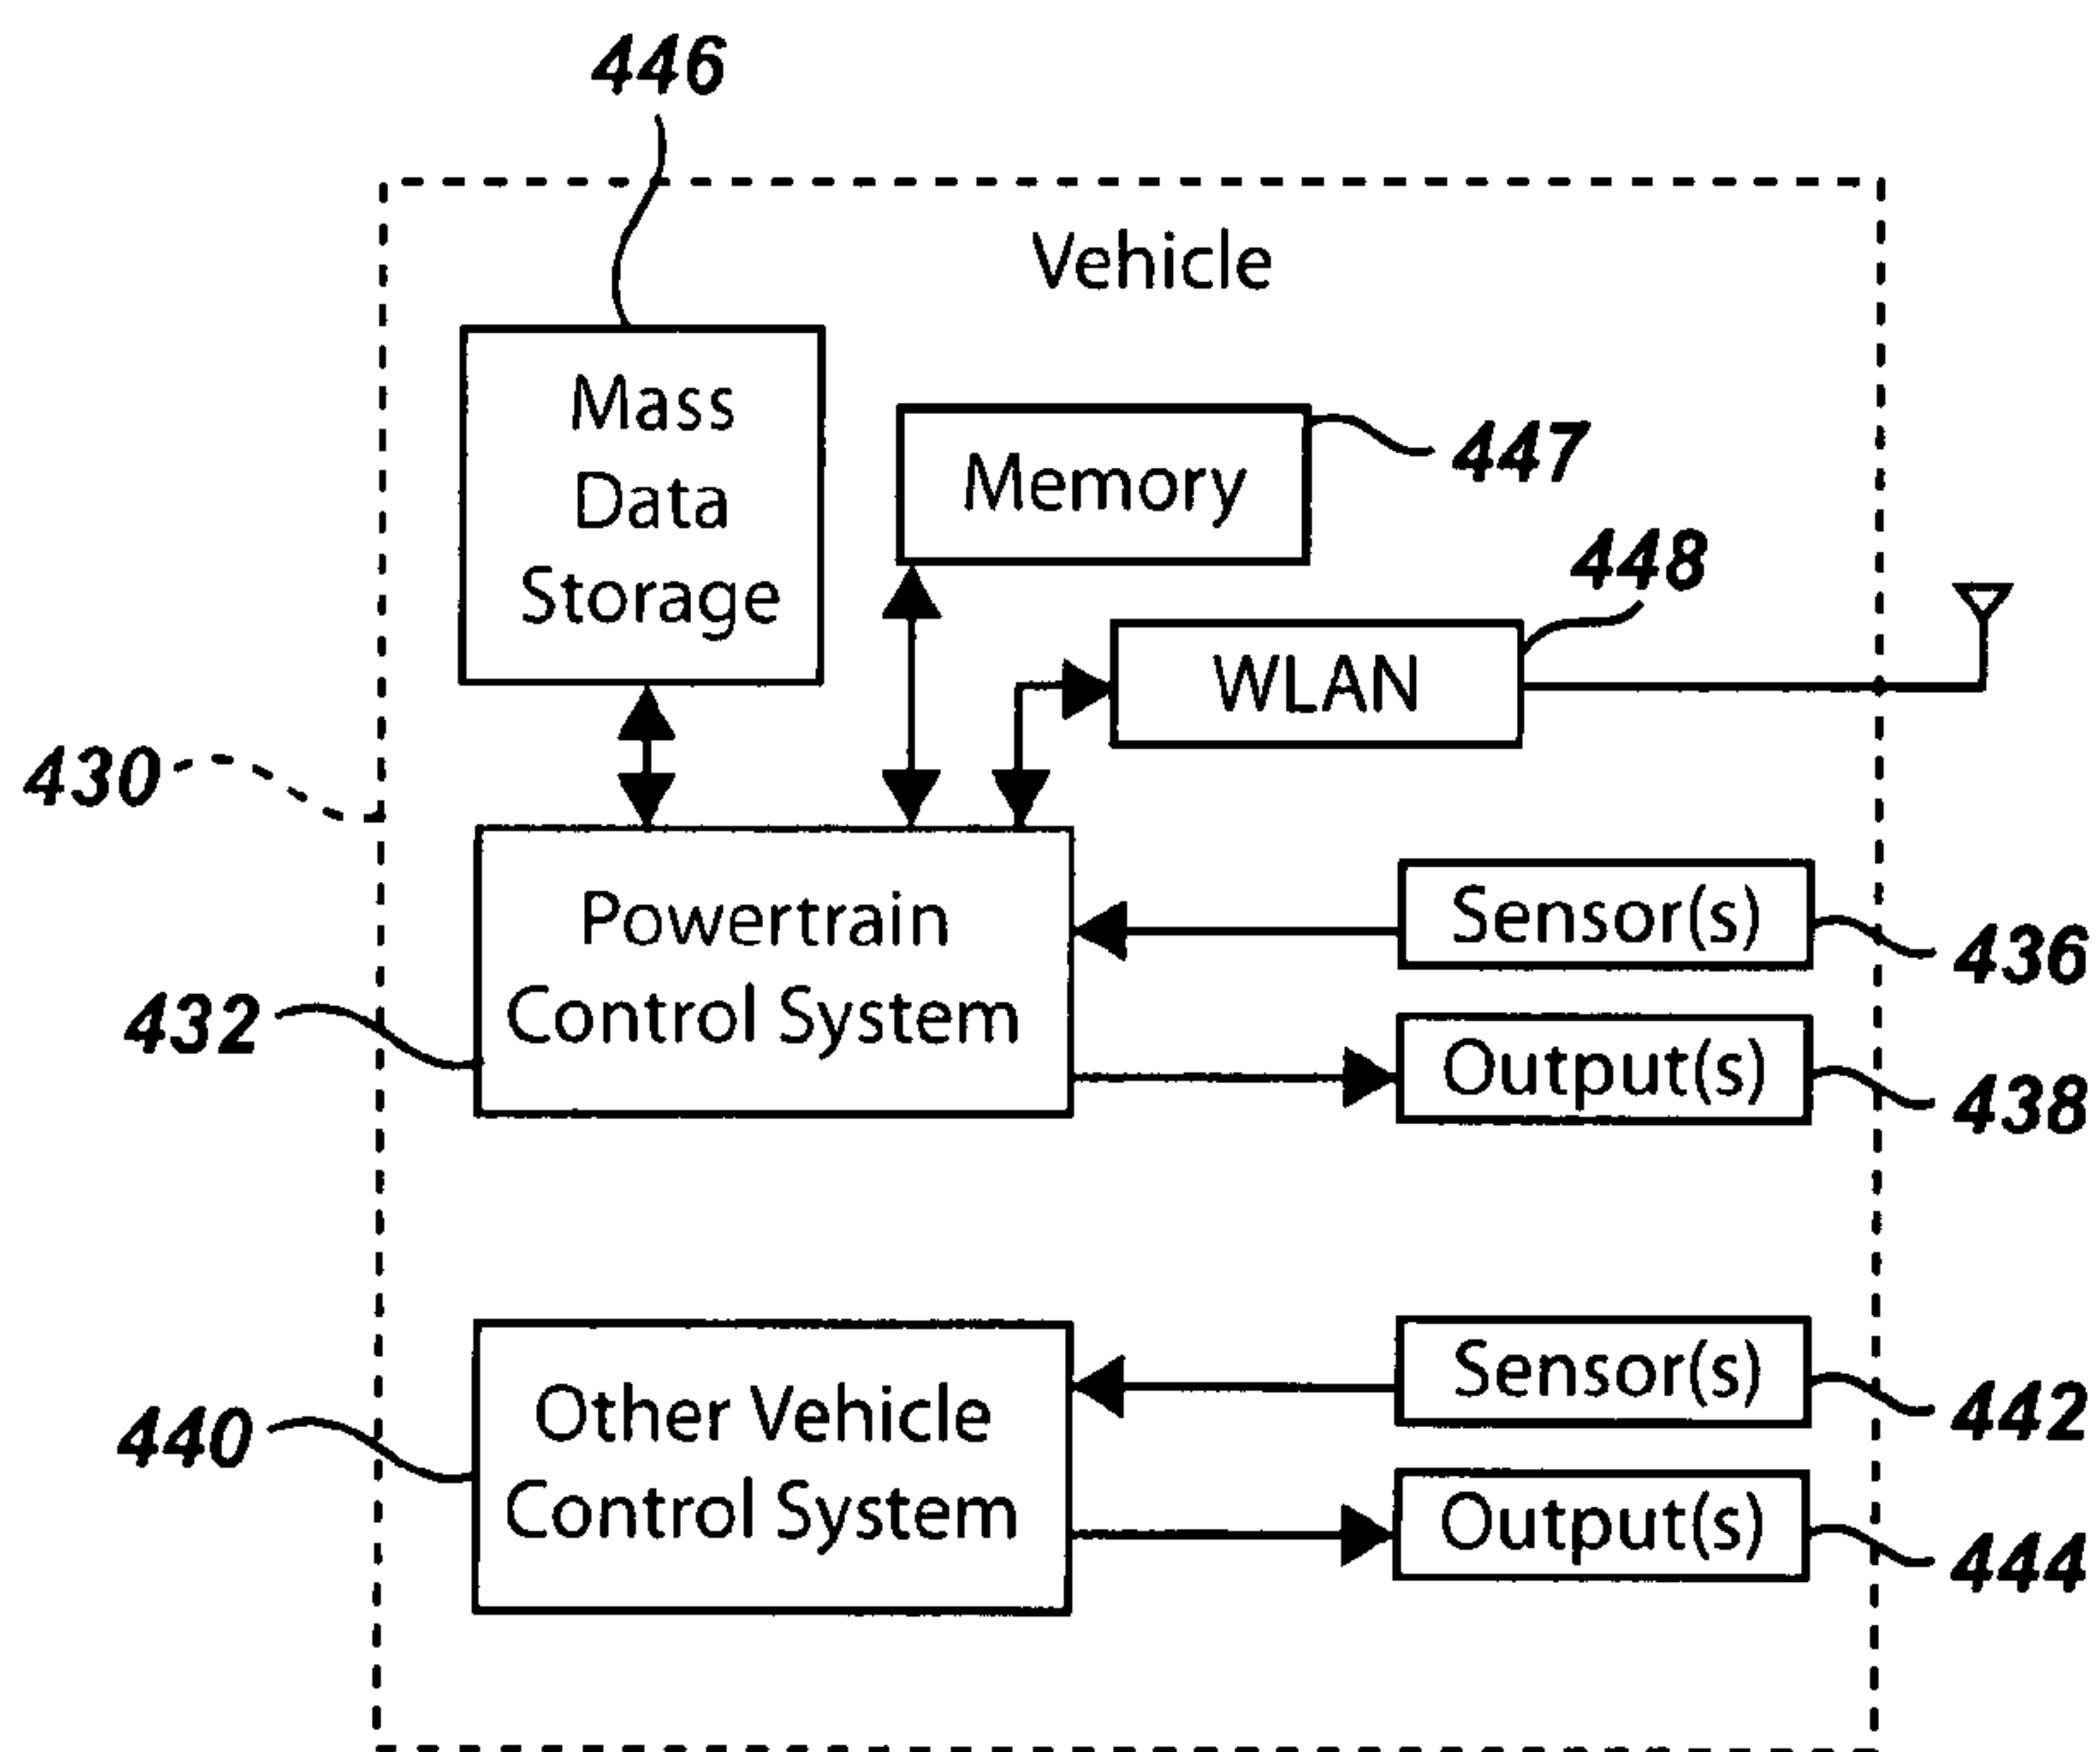 446
Vehicle
Mass
Data
Storage
Memory
447
448
WLAN
430
Powertrain
Control System
432
Sensor(s)
436
Output(s)
438
Other Vehicle
Control System
440
Sensor(s)
442
Output(s)
444